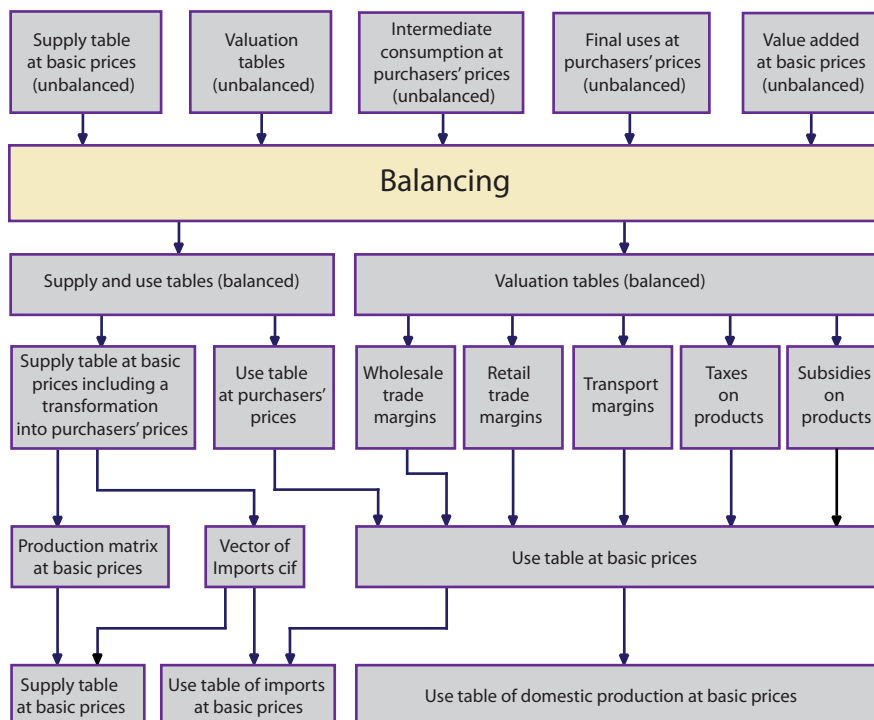 Supply table
at basic prices
(unbalanced)
Valuation
tables
(unbalanced)
Intermediate
consumption at
purchasers' prices
(unbalanced)
Final uses at
purchasers' prices
(unbalanced)
Value added
at basic prices
(unbalanced)
Balancing
Supply and use tables (balanced)
Valuation tables (balanced)
Supply table at basic
prices including a
transformation
into purchasers' prices
Use table
at purchasers'
prices
Wholesale
trade
margins
Retail
trade
margins
Transport
margins
Taxes
on
products
Subsidies
on
products
Production matrix
at basic prices
Vector of
Imports cif
Use table at basic prices
Supply table
at basic prices
Use table of imports
at basic prices
Use table of domestic production at basic prices